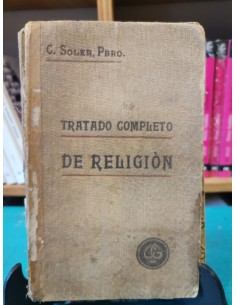 C. SOLER, PBRO.
TRATADO COMPLETO
DE RELIGIÒN